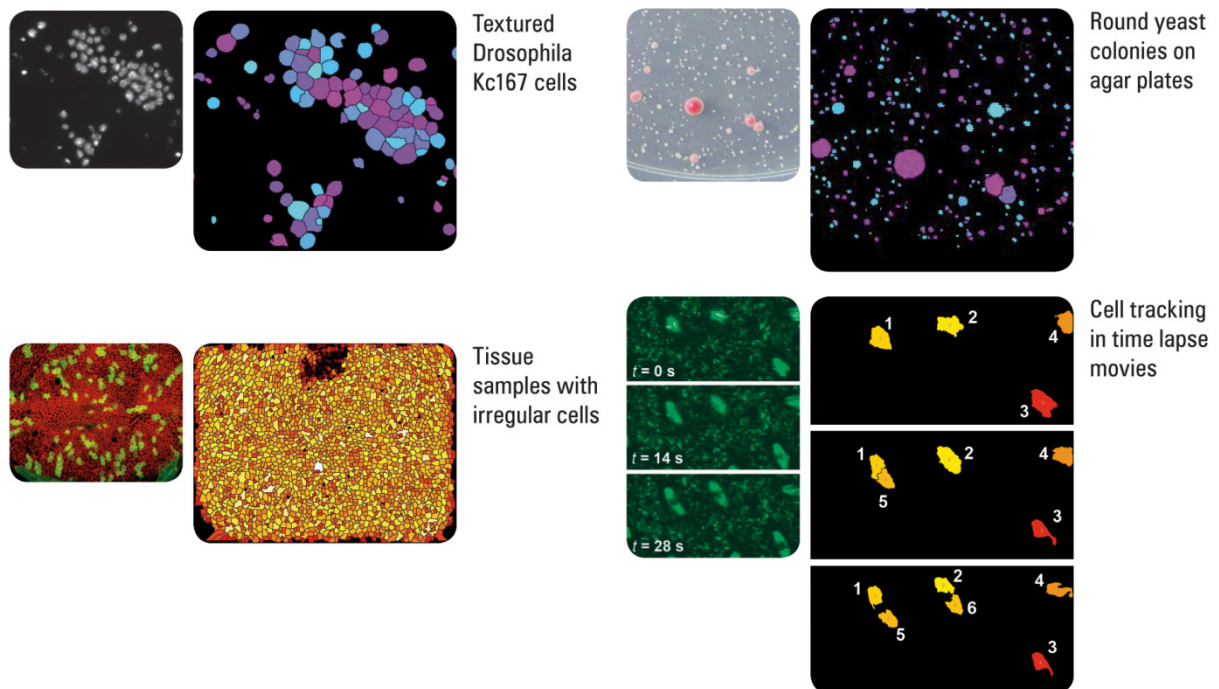 Textured
Drosophila
Kc167 cells
Round yeast
colonies on
agar plates
Tissue
samples with
irregular cells
t = 0 s
t = 14 s
t = 28 s
1
2
4
3
1
2
4
5
3
1
2
4
6
5
3
Cell tracking
in time lapse
movies